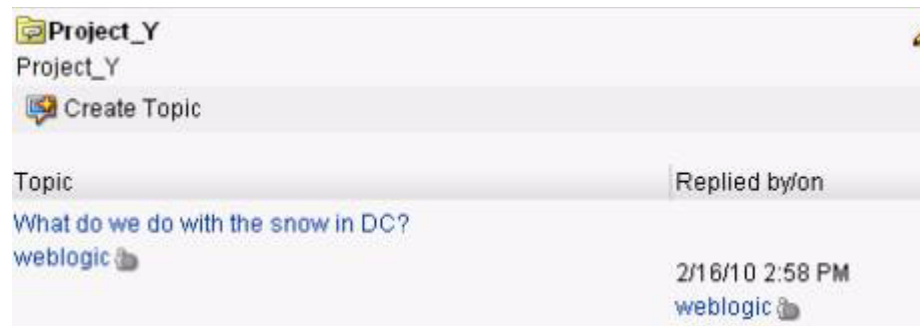 Project_Y
Project_Y
Create Topic
Topic
Replied by/on
What do we do with the snow in DC?
weblogic
2/16/10 2:58 PM
weblogic